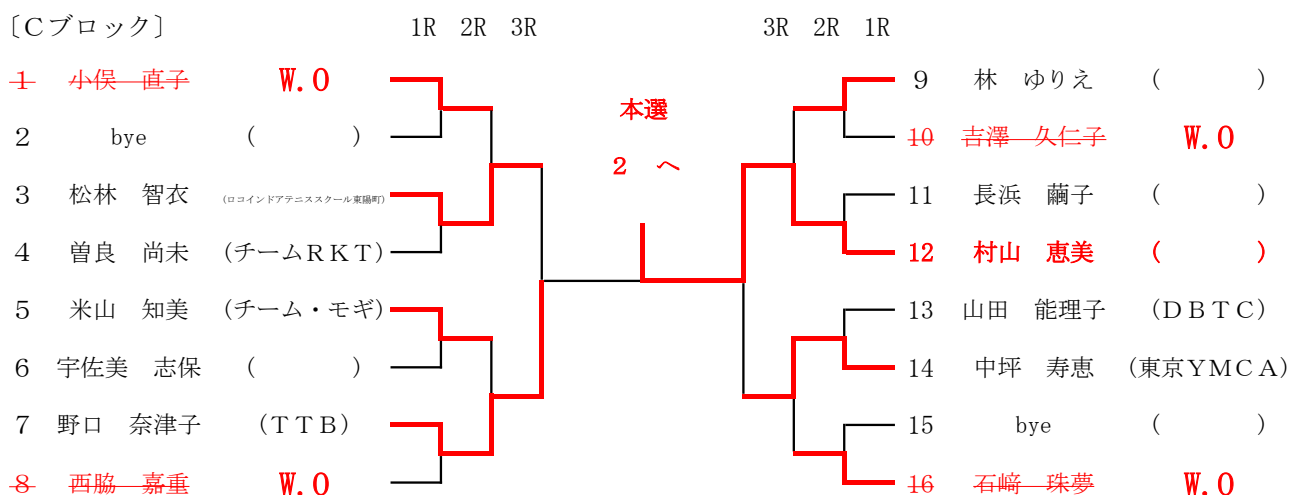 〔Ｃブロック〕 1R 2R 3R 3R 2R 1R
1 小俣 直子 W.O
2 bye ( )
3 松林 智衣 (ロコインドアテニススクール東陽町)
4 曽良 尚未 (チームＲＫＴ)
5 米山 知美 (チーム・モギ)
6 宇佐美 志保 ( )
7 野口 奈津子 (ＴＴＢ)
8 西脇 嘉重 W.O
本選
２ へ
9 林 ゆりえ ( )
10 吉澤 久仁子 W.O
11 長浜 繭子 ( )
12 村山 恵美 ( )
13 山田 能理子 (ＤＢＴＣ)
14 中坪 寿恵 (東京ＹＭＣＡ)
15 bye ( )
16 石﨑 珠夢 W.O